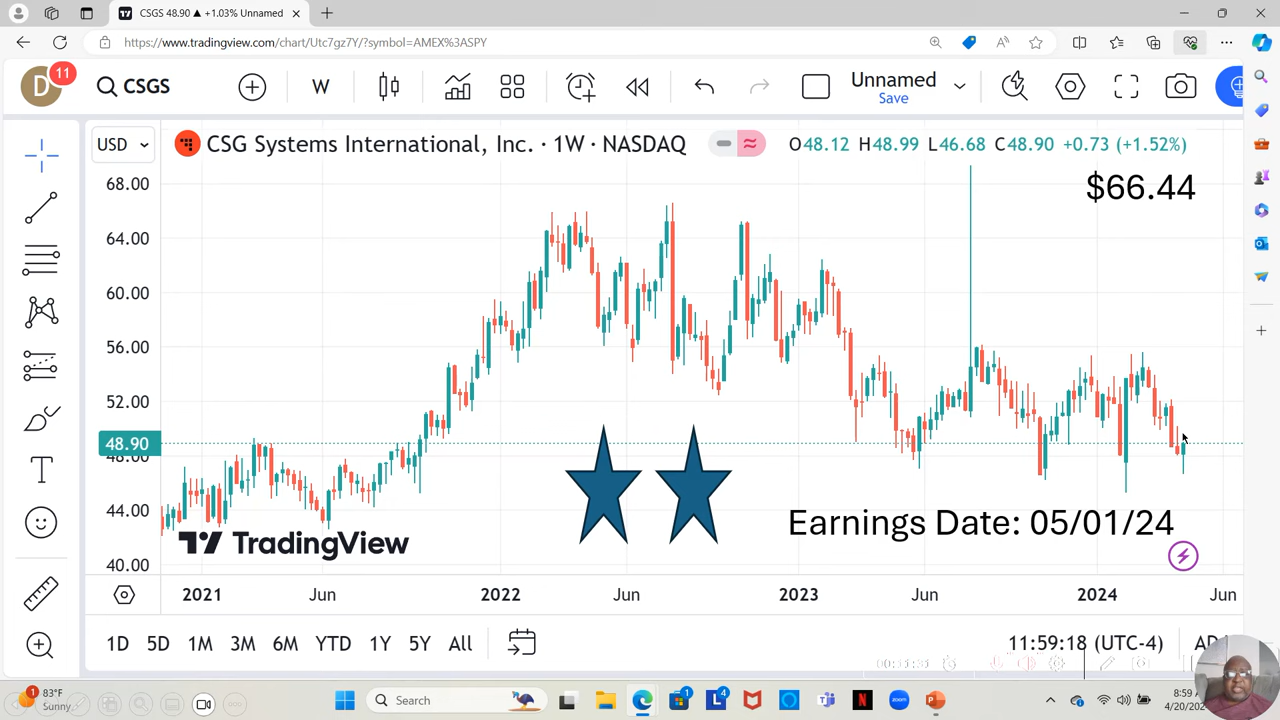 CSGS 48.90 ▲ +1.03% Unnamed
https://www.tradingview.com/chart/Utc7gz7Y/?symbol=AMEX%3ASPY
D 11
CSGS
W
Unnamed
Save
USD
CSG Systems International, Inc. · 1W · NASDAQ
O48.12 H48.99 L46.68 C48.90 +0.73 (+1.52%)
68.00
$66.44
64.00
60.00
56.00
52.00
48.90
48.00
44.00
Earnings Date: 05/01/24
TradingView
40.00
2021 Jun 2022 Jun 2023 Jun 2024 Jun
1D 5D 1M 3M 6M YTD 1Y 5Y All
11:59:18 (UTC-4)
83°F
Sunny
Search
zoom
8:59
4/20/20